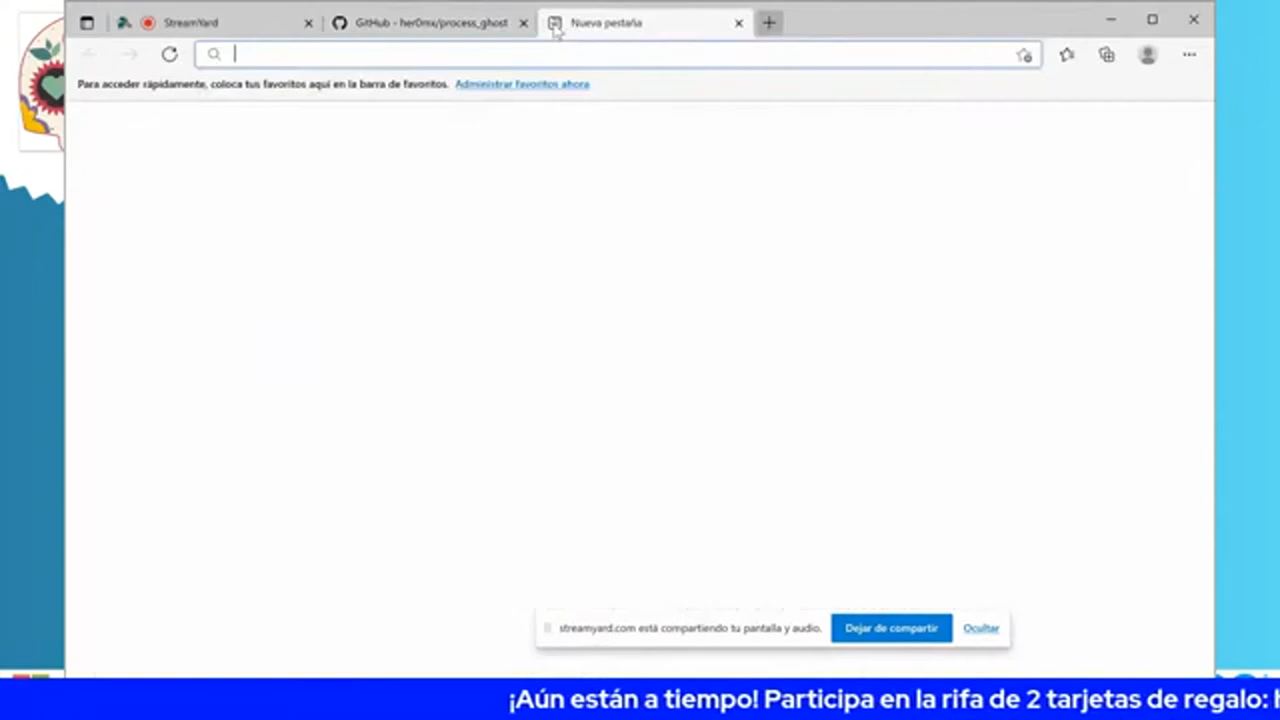 StreamYard
GitHub - her0mx/process_ghost
Nueva pestaña
Para acceder rápidamente, coloca tus favoritos aquí en la barra de favoritos. Administrar favoritos ahora
streamyard.com está compartiendo tu pantalla y audio. Dejar de compartir Ocultar
¡Aún están a tiempo! Participa en la rifa de 2 tarjetas de regalo: